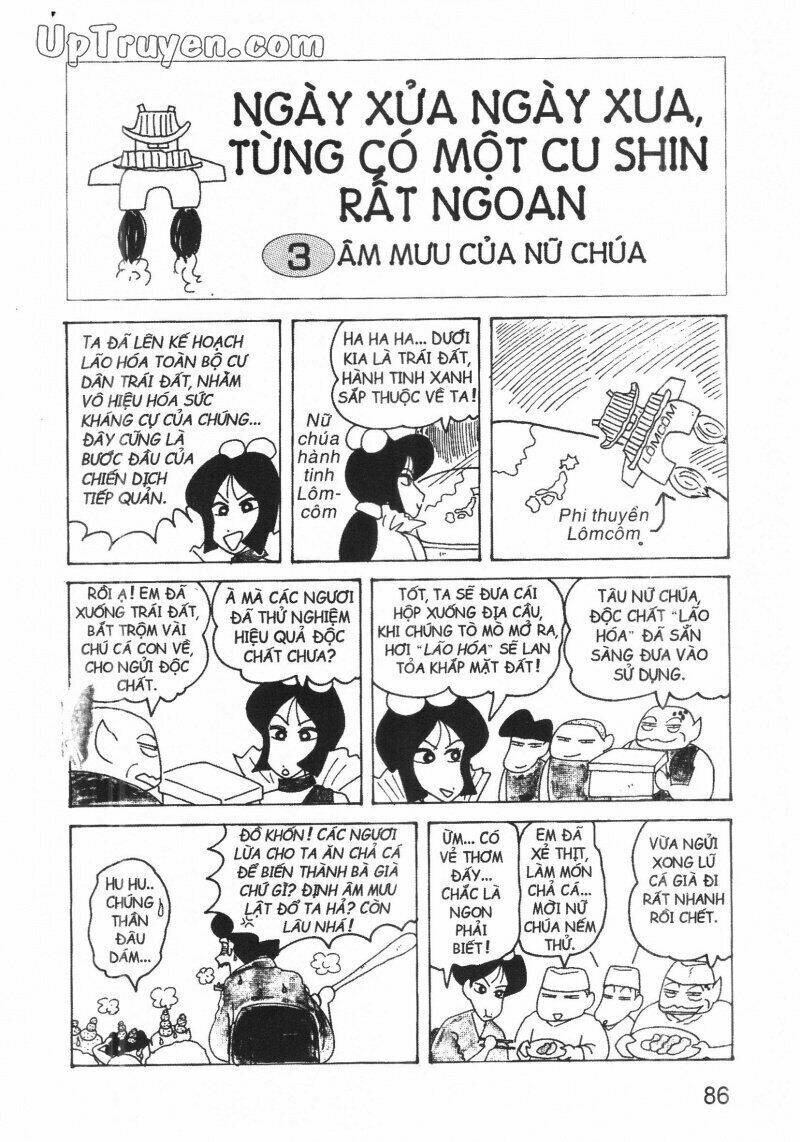 UpTruyen.com
NGÀY XỬA NGÀY XƯA,
TỪNG CÓ MỘT CU SHIN
RẤT NGOAN
3 ÂM MƯU CỦA NỮ CHÚA
HA HA HA... DƯỚI
KIA LÀ TRÁI ĐẤT,
HÀNH TINH XANH
SẮP THUỘC VỀ TA!
Nữ
chúa
hành
tinh
Lôm-
côm
LÔMCÔM
Phi thuyền
Lômcôm.
TA ĐÃ LÊN KẾ HOẠCH
LÃO HÓA TOÀN BỘ CƯ
DÂN TRÁI ĐẤT, NHẰM
VÔ HIỆU HÓA SỨC
KHÁNG CỰ CỦA CHÚNG...
ĐÂY CŨNG LÀ
BƯỚC ĐẦU CỦA
CHIẾN DỊCH
TIẾP QUẢN.
TÂU NỮ CHÚA,
ĐỘC CHẤT "LÃO
HÓA" ĐÃ SẴN
SÀNG ĐƯA VÀO
SỬ DỤNG.
TỐT, TA SẼ ĐƯA CÁI
HỘP XUỐNG ĐỊA CẦU,
KHI CHÚNG TÒ MÒ MỞ RA,
HƠI "LÃO HÓA" SẼ LAN
TỎA KHẮP MẶT ĐẤT!
À MÀ CÁC NGƯƠI
ĐÃ THỬ NGHIỆM
HIỆU QUẢ ĐỘC
CHẤT CHƯA?
RỒI Ạ! EM ĐÃ
XUỐNG TRÁI ĐẤT,
BẮT TRỘM VÀI
CHÚ CÁ CON VỀ,
CHO NGỬI ĐỘC
CHẤT.
VỪA NGỬI
XONG LŨ
CÁ GIÀ ĐI
RẤT NHANH
RỒI CHẾT.
EM ĐÃ
XẺ THỊT,
LÀM MÓN
CHẢ CÁ...
MỜI NỮ
CHÚA NẾM
THỬ.
ỪM... CÓ
VẺ THƠM
ĐẤY...
CHẮC LÀ
NGON
PHẢI
BIẾT!
ĐỒ KHỐN! CÁC NGƯƠI
LỪA CHO TA ĂN CHẢ CÁ
ĐỂ BIẾN THÀNH BÀ GIÀ
CHỨ GÌ? ĐỊNH ÂM MƯU
LẬT ĐỔ TA HẢ? CÒN
LÂU NHÁ!
HU HU..
CHÚNG
THẦN
ĐÂU
DÁM...
86